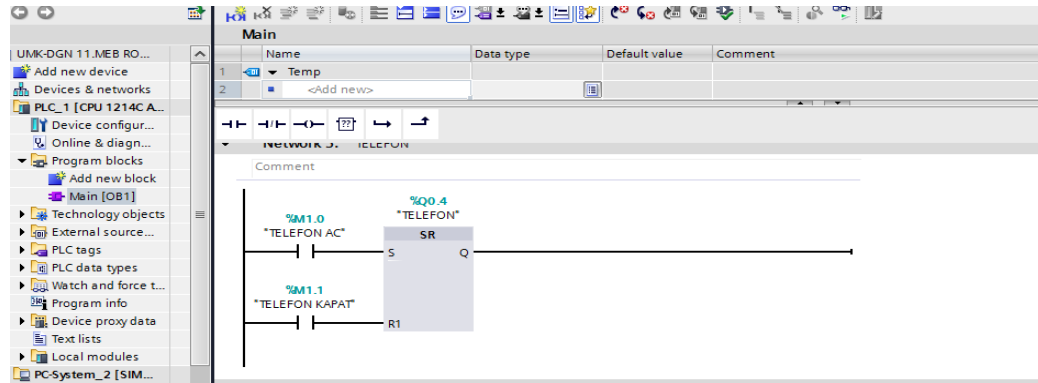 Main
UMK-DGN 11.MEB RO...
Add new device
Devices & networks
PLC_1 [CPU 1214C A...
Device configur...
Online & diagn...
Program blocks
Add new block
Main [OB1]
Technology objects
External source...
PLC tags
PLC data types
Watch and force t...
Program info
Device proxy data
Text lists
Local modules
PC-System_2 [SIM...
Name Data type Default value Comment
1 Temp
2 <Add new>
??
Network 5: TELEFON
Comment
%Q0.4
"TELEFON"
%M1.0
"TELEFON AC"
SR
S Q
%M1.1
"TELEFON KAPAT"
R1